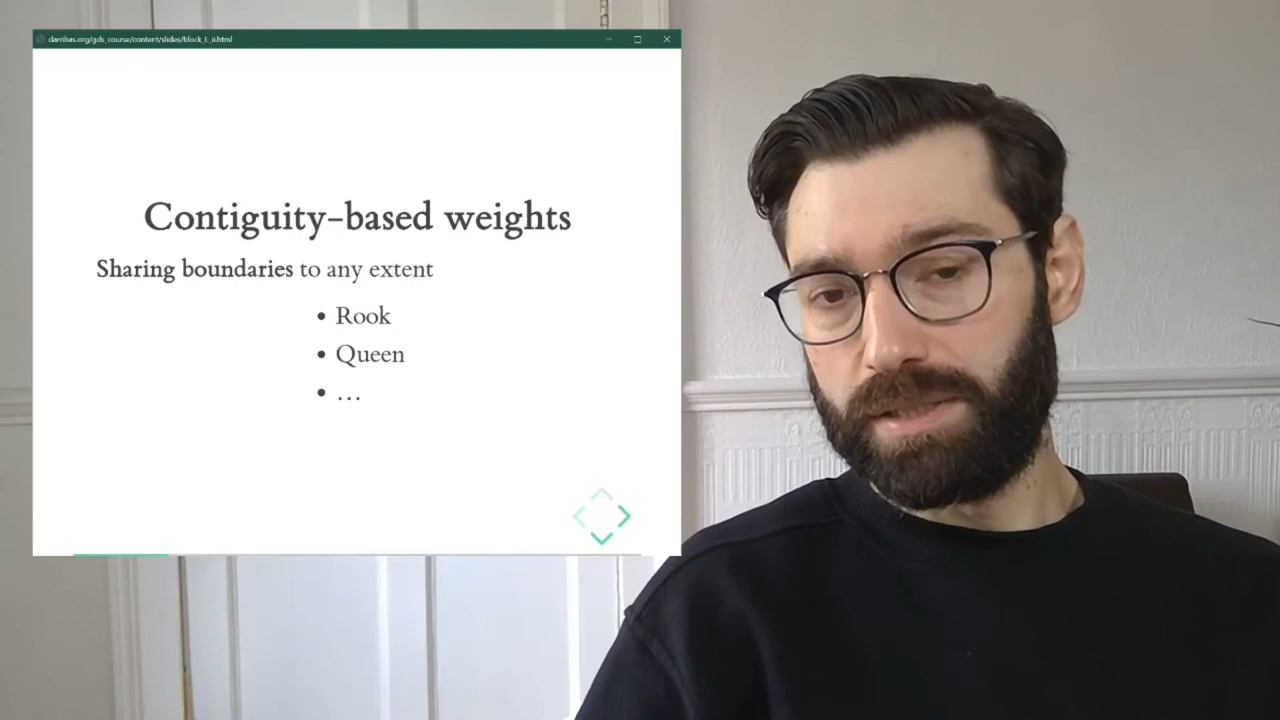 darribas.org/gds_course/content/slides/block_E_ii.html
Contiguity-based weights
Sharing boundaries to any extent
• Rook
• Queen
• …